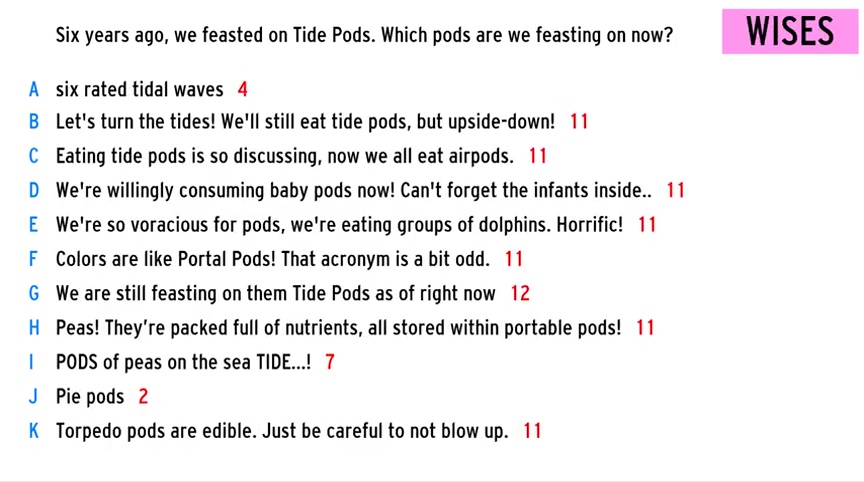 Six years ago, we feasted on Tide Pods. Which pods are we feasting on now?
WISES
A six rated tidal waves 4
B Let's turn the tides! We'll still eat tide pods, but upside-down! 11
C Eating tide pods is so discussing, now we all eat airpods. 11
D We're willingly consuming baby pods now! Can't forget the infants inside.. 11
E We're so voracious for pods, we're eating groups of dolphins. Horrific! 11
F Colors are like Portal Pods! That acronym is a bit odd. 11
G We are still feasting on them Tide Pods as of right now 12
H Peas! They’re packed full of nutrients, all stored within portable pods! 11
I PODS of peas on the sea TIDE...! 7
J Pie pods 2
K Torpedo pods are edible. Just be careful to not blow up. 11